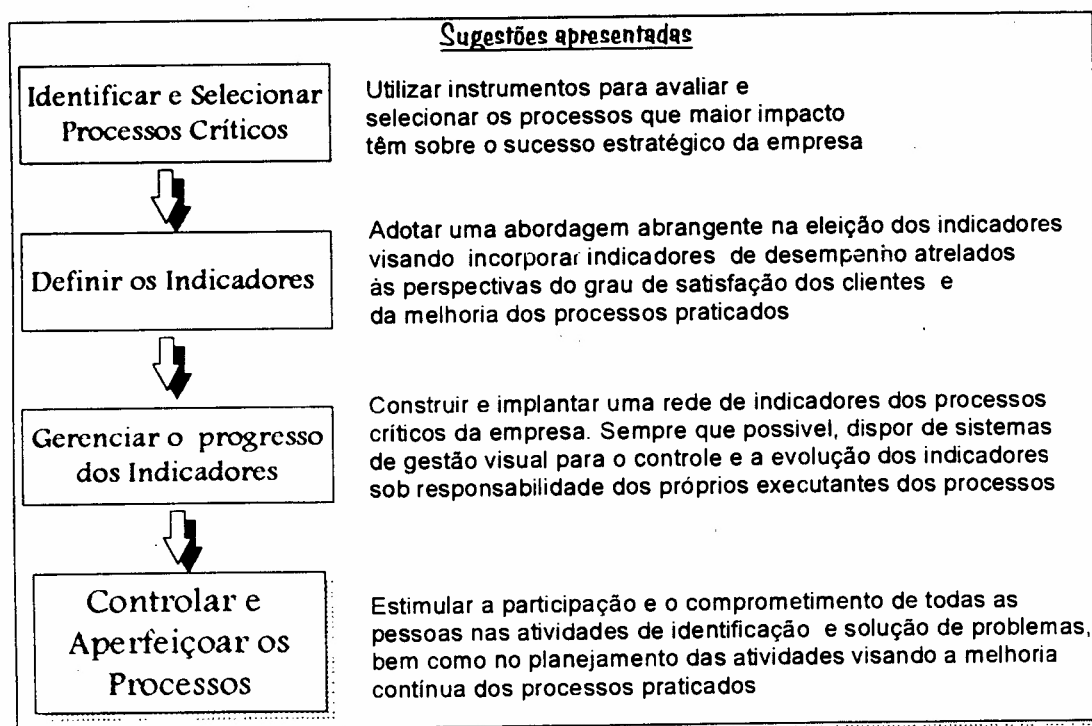 Sugestões apresentadas
Identificar e Selecionar
Processos Críticos
Utilizar instrumentos para avaliar e
selecionar os processos que maior impacto
têm sobre o sucesso estratégico da empresa
Definir os Indicadores
Adotar uma abordagem abrangente na eleição dos indicadores
visando incorporar indicadores de desempenho atrelados
às perspectivas do grau de satisfação dos clientes e
da melhoria dos processos praticados
Gerenciar o progresso
dos Indicadores
Construir e implantar uma rede de indicadores dos processos
críticos da empresa. Sempre que possivel, dispor de sistemas
de gestão visual para o controle e a evolução dos indicadores
sob responsabilidade dos próprios executantes dos processos
Controlar e
Aperfeiçoar os
Processos
Estimular a participação e o comprometimento de todas as
pessoas nas atividades de identificação e solução de problemas,
bem como no planejamento das atividades visando a melhoria
contínua dos processos praticados